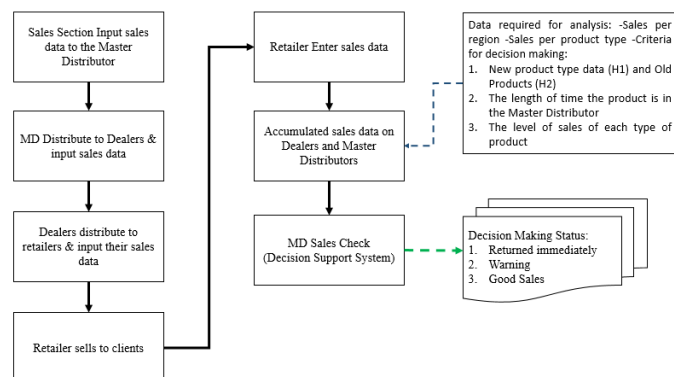 Sales Section Input sales
data to the Master
Distributor
MD Distribute to Dealers &
input sales data
Dealers distribute to
retailers & input their sales
data
Retailer sells to clients
Retailer Enter sales data
Accumulated sales data on
Dealers and Master
Distributors
MD Sales Check
(Decision Support System)
Data required for analysis: -Sales per
region -Sales per product type -Criteria
for decision making:
1. New product type data (H1) and Old
Products (H2)
2. The length of time the product is in
the Master Distributor
3. The level of sales of each type of
product
Decision Making Status:
1. Returned immediately
2. Warning
3. Good Sales